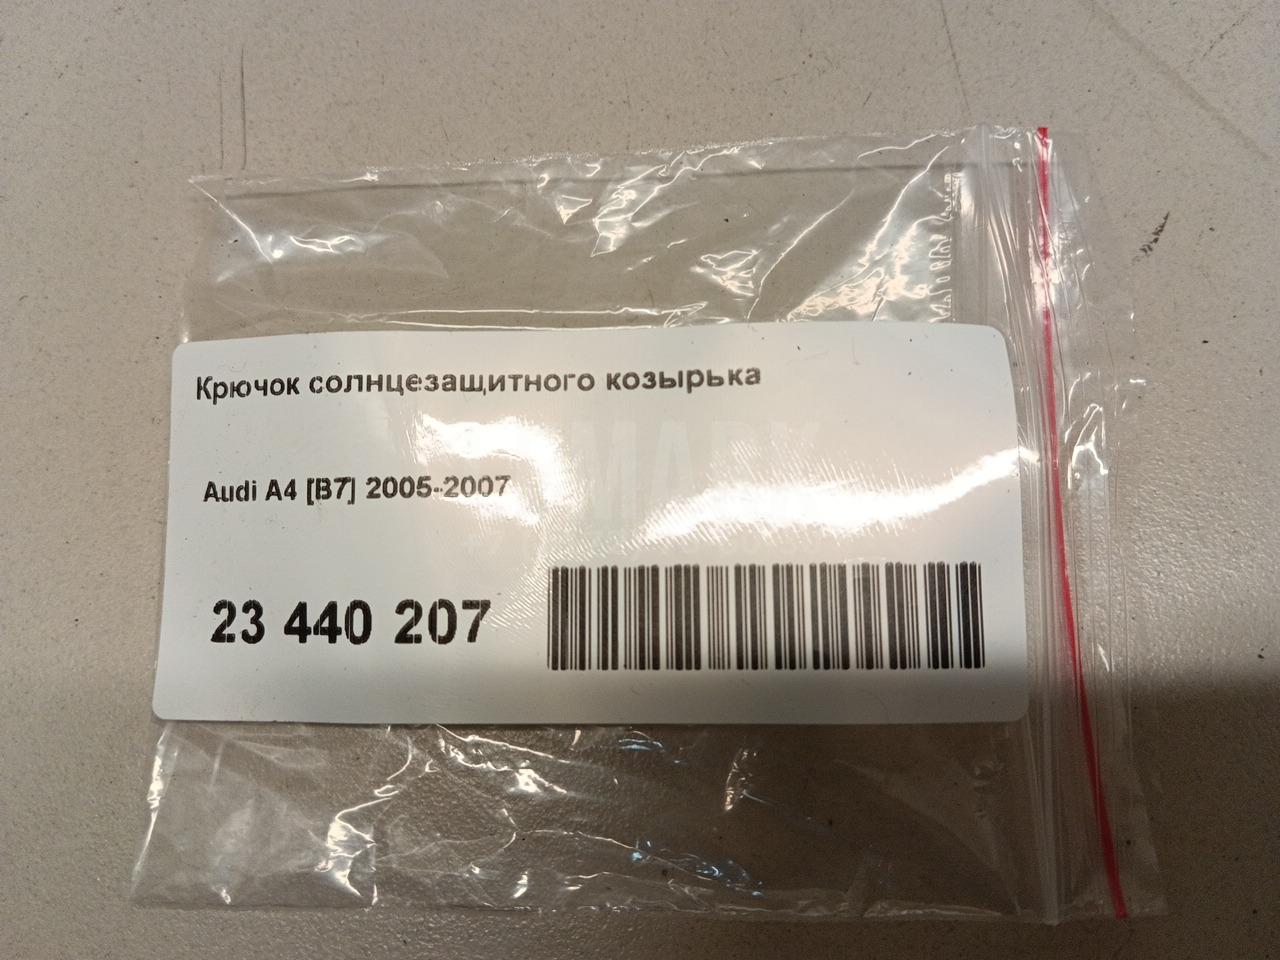 Крючок солнцезащитного козырька
Audi A4 [B7] 2005-2007
23 440 207